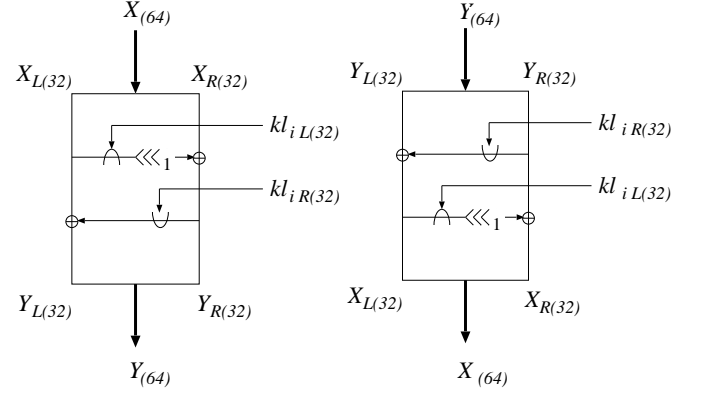 X(64)
Y(64)
XL(32)
XR(32)
YL(32)
YR(32)
kli L(32)
<<< 1
kli R(32)
kli R(32)
kli L(32)
<<< 1
YL(32)
YR(32)
XL(32)
XR(32)
Y(64)
X(64)